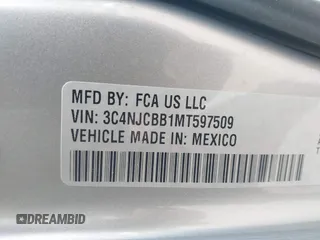 MFD BY: FCA US LLC
VIN: 3C4NJCBB1MT597509
VEHICLE MADE IN: MEXICO
DREAMBID